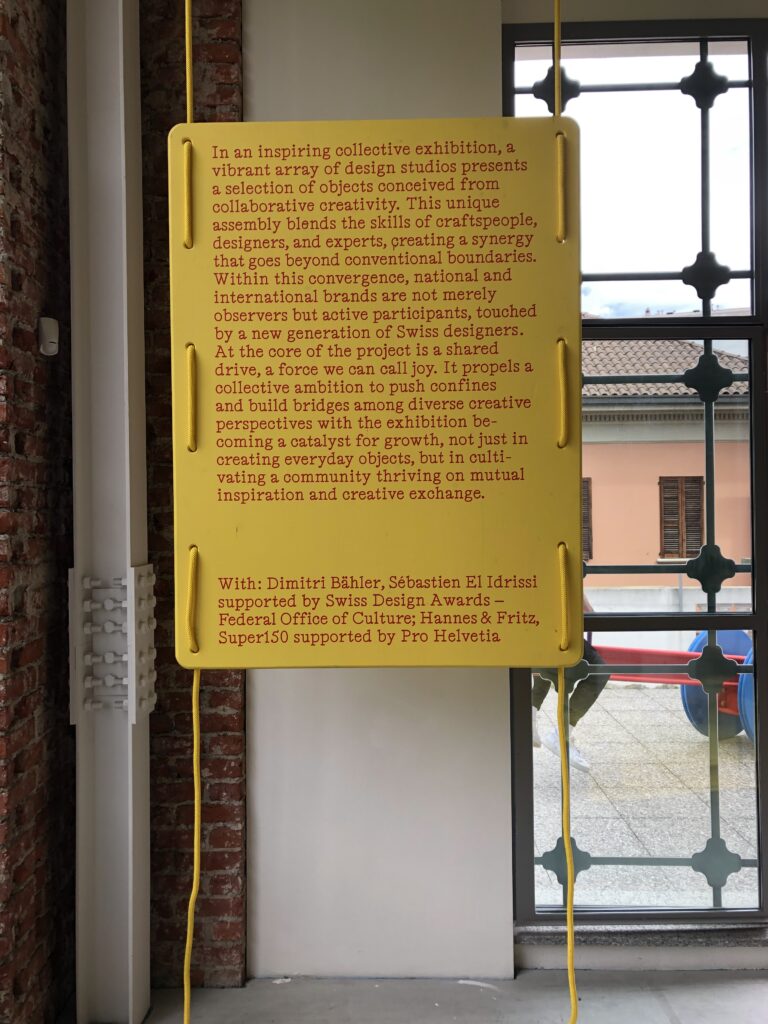 In an inspiring collective exhibition, a
vibrant array of design studios presents
a selection of objects conceived from
collaborative creativity. This unique
assembly blends the skills of craftspeople,
designers, and experts, creating a synergy
that goes beyond conventional boundaries.
Within this convergence, national and
international brands are not merely
observers but active participants, touched
by a new generation of Swiss designers.
At the core of the project is a shared
drive, a force we can call joy. It propels a
collective ambition to push confines
and build bridges among diverse creative
perspectives with the exhibition be-
coming a catalyst for growth, not just in
creating everyday objects, but in culti-
vating a community thriving on mutual
inspiration and creative exchange.
With: Dimitri Bähler, Sébastien El Idrissi
supported by Swiss Design Awards –
Federal Office of Culture; Hannes & Fritz,
Super150 supported by Pro Helvetia